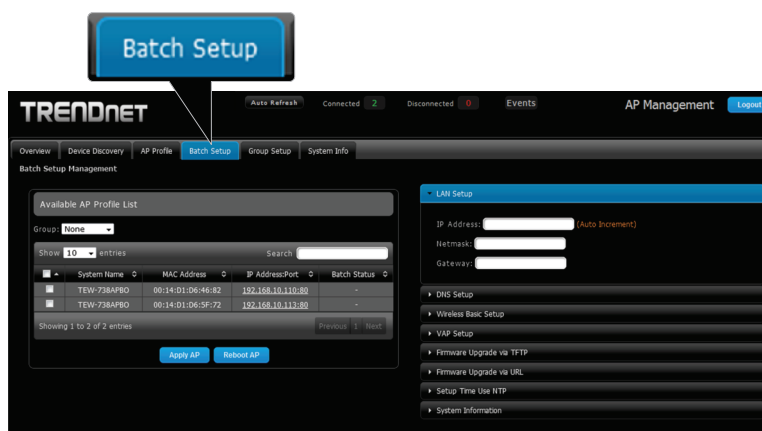 Batch Setup
TRENDnET
Auto Refresh Connected 2 Disconnected 0 Events AP Management Logout
Overview Device Discovery AP Profile Batch Setup Group Setup System Info
Batch Setup Management
Available AP Profile List
Group: None
Show 10 entries Search
System Name MAC Address IP Address:Port Batch Status
TEW-738APBO 00:14:D1:D6:46:82 192.168.10.110:80 -
TEW-738APBO 00:14:D1:D6:5F:72 192.168.10.113:80 -
Showing 1 to 2 of 2 entries Previous 1 Next
Apply AP Reboot AP
LAN Setup
IP Address: (Auto Increment)
Netmask:
Gateway:
DNS Setup
Wireless Basic Setup
VAP Setup
Firmware Upgrade via TFTP
Firmware Upgrade via URL
Setup Time Use NTP
System Information